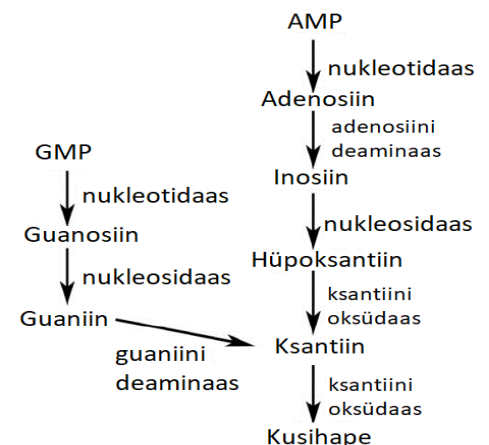 AMP
nukleotidaas
Adenosiin
adenosiini
deaminaas
GMP
Inosiin
nukleotidaas
nukleosidaas
Guanosiin
Hüpoksantiin
nukleosidaas
ksantiini
oksüdaas
Guaniin
Ksantiin
guaniini
deaminaas
ksantiini
oksüdaas
Kusihape